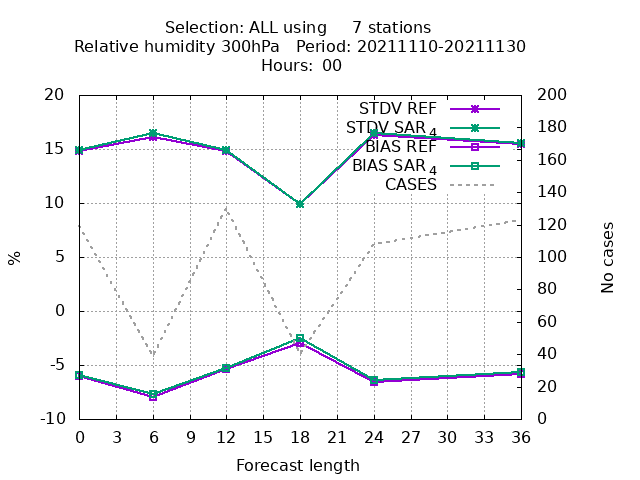 Selection: ALL using 7 stations
Relative humidity 300hPa Period: 20211110-20211130
Hours: 00
STDV REF
STDV SAR4
BIAS REF
BIAS SAR4
CASES
20
15
10
5
0
-5
-10
%
200
180
160
140
120
100
80
60
40
20
0
No cases
0 3 6 9 12 15 18 21 24 27 30 33 36
Forecast length